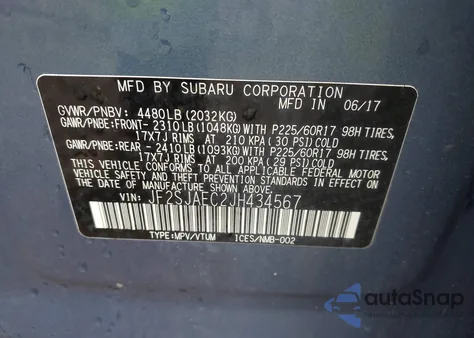 MFD BY SUBARU CORPORATION
MADE IN JAPAN 06/17
GVWR/PNBV: 4480LB(2032KG)
GAWR/PNBE:FRONT- 2310LB(1048KG)WITH P225/60R17 98H TIRES,
17X7J RIMS AT 210 KPA (30 PSI)COLD
GAWR/PNBE:REAR - 2410LB(1093KG)WITH P225/60R17 98H TIRES,
17X7J RIMS AT 200 KPA (29 PSI)COLD
THIS VEHICLE CONFORMS TO ALL APPLICABLE FEDERAL MOTOR
VEHICLE SAFETY, BUMPER AND THEFT PREVENTION STANDARDS
IN EFFECT ON THE DATE OF MANUFACTURE SHOWN ABOVE.
VIN: JF2SJAEC2JH434567
TYPE:MPV/VTUM ICES/NMB-002
autoSnap